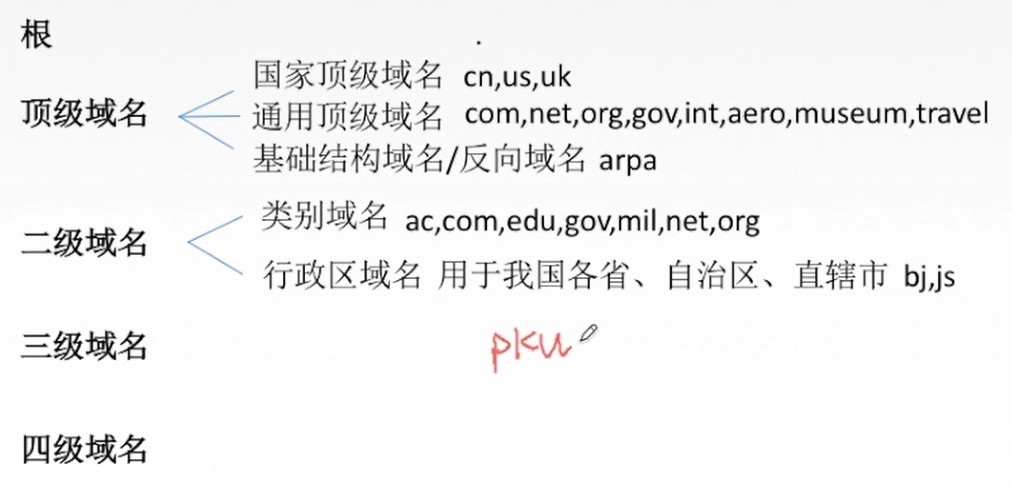 根 .
国家顶级域名 cn,us,uk
顶级域名 通用顶级域名 com,net,org,gov,int,aero,museum,travel
基础结构域名/反向域名 arpa
类别域名 ac,com,edu,gov,mil,net,org
二级域名
行政区域名 用于我国各省、自治区、直辖市 bj,js
三级域名 pku
四级域名